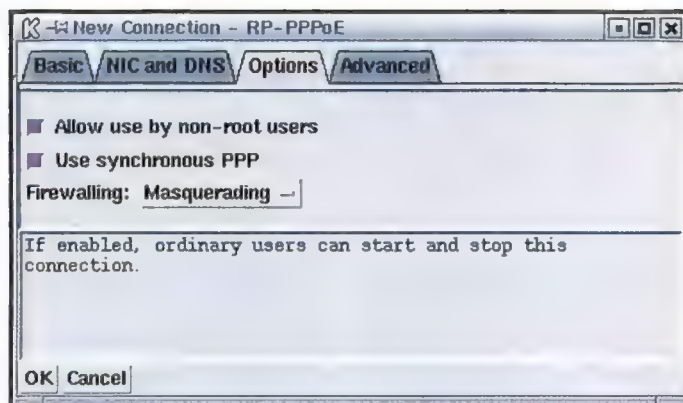 New Connection - RP-PPPoE
Basic NIC and DNS Options Advanced
Allow use by non-root users
Use synchronous PPP
Firewalling: Masquerading
If enabled, ordinary users can start and stop this
connection.
OK Cancel